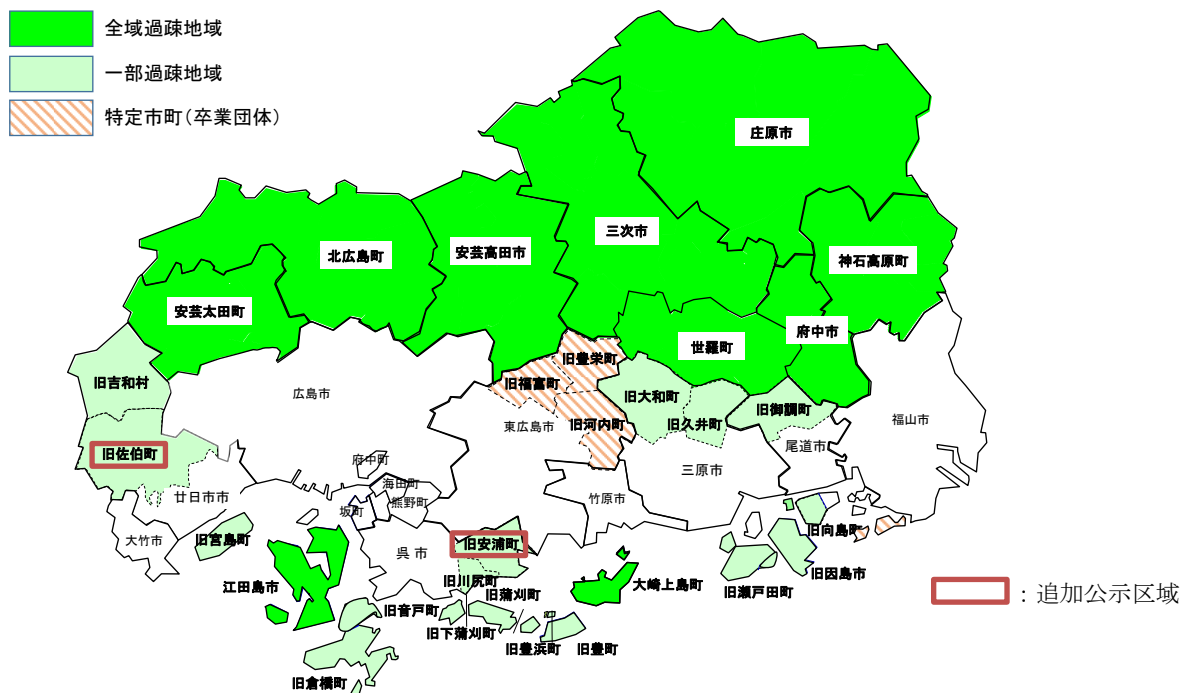 全域過疎地域
一部過疎地域
特定市町(卒業団体)
庄原市
三次市
安芸高田市
北広島町
神石高原町
安芸太田町
府中市
世羅町
旧豊栄町
旧福富町
旧吉和村
旧大和町
旧御調町
広島市
旧河内町
旧久井町
福山市
東広島市
尾道市
旧佐伯町
府中町
三原市
海田町
廿日市市
熊野町
竹原市
坂町
旧向島町
大竹市
旧宮島町
呉市
旧安浦町
旧因島市
江田島市
旧川尻町
大崎上島町
旧瀬戸田町
旧蒲刈町
:追加公示区域
旧音戸町
旧下蒲刈町
旧豊浜町
旧豊町
旧倉橋町